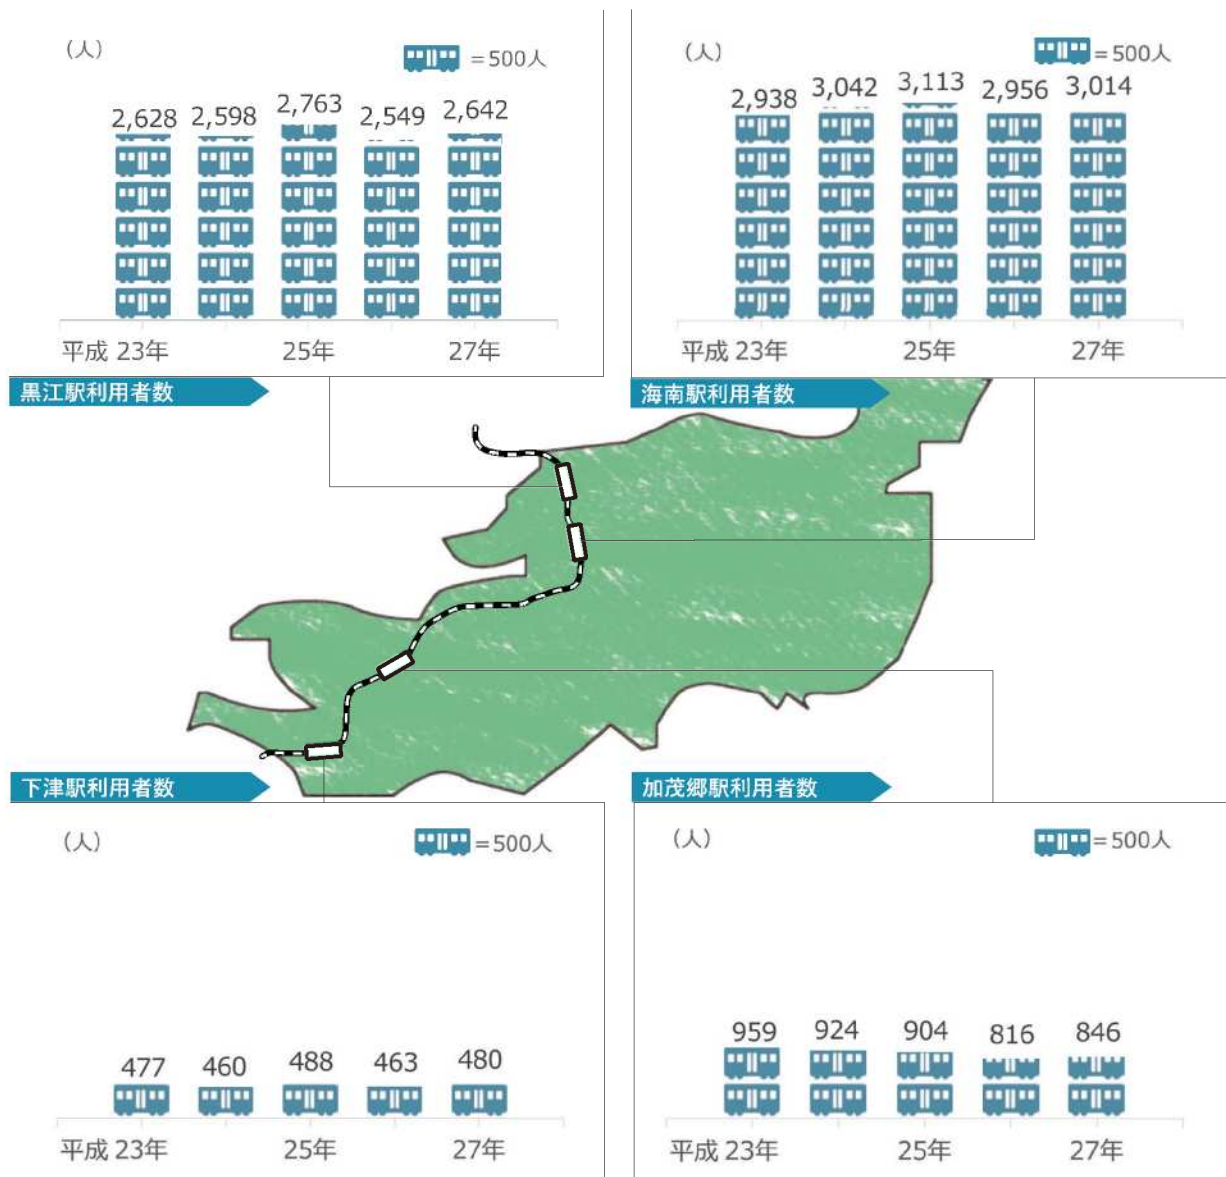 （人）
＝500人
2,628 2,598 2,763 2,549 2,642
平成 23年 25年 27年
黒江駅利用者数
（人）
＝500人
2,938 3,042 3,113 2,956 3,014
平成 23年 25年 27年
海南駅利用者数
下津駅利用者数
（人）
＝500人
477 460 488 463 480
平成 23年 25年 27年
加茂郷駅利用者数
（人）
＝500人
959 924 904 816 846
平成 23年 25年 27年